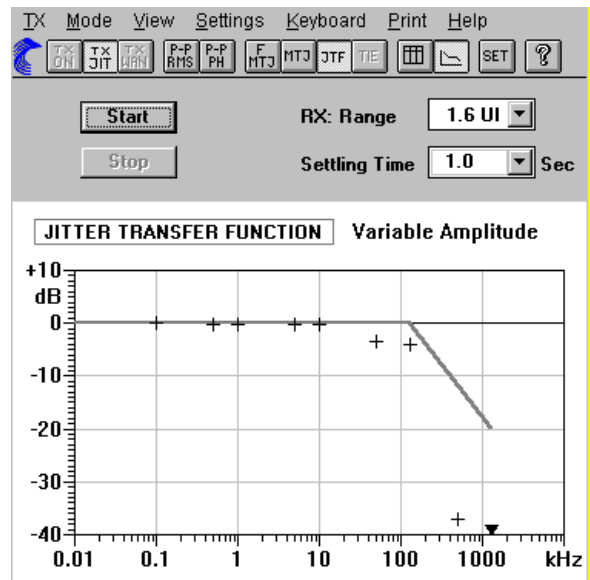 TX Mode View Settings Keyboard Print Help
TX ON TX JIT TX WAN P-P RMS P-P PH F MTJ MTJ JTF TIE SET ?
Start RX: Range 1.6 UI
Stop Settling Time 1.0 Sec
JITTER TRANSFER FUNCTION Variable Amplitude
+10
dB
0
-10
-20
-30
-40
0.01 0.1 1 10 100 1000 kHz